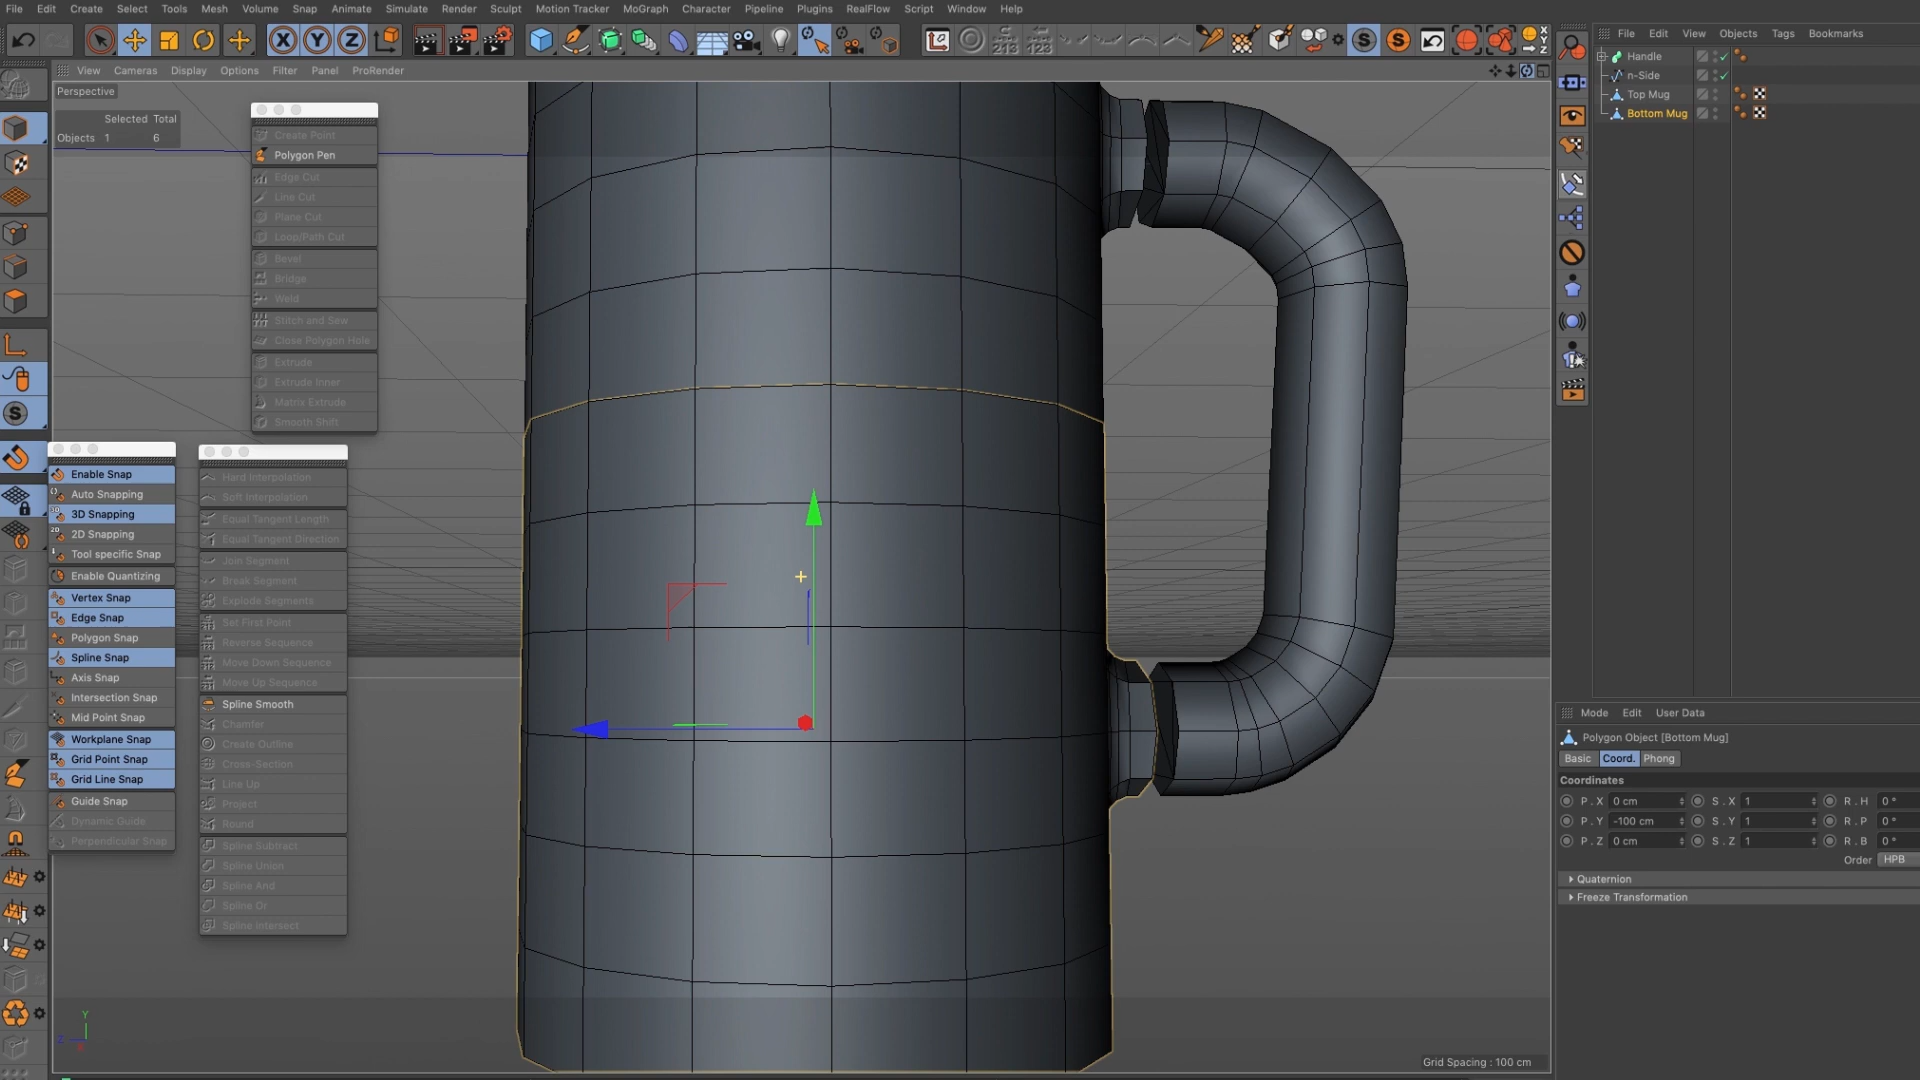 File Edit Create Select Tools Mesh Volume Snap Animate Simulate Render Sculpt Motion Tracker MoGraph Character Pipeline Plugins RealFlow Script Window Help
X Y Z
213
123
S S
X
Y
Z
File Edit View Objects Tags Bookmarks
Handle
n-Side
Top Mug
Bottom Mug
View Cameras Display Options Filter Panel ProRender
Perspective
Selected Total
Objects 1 6
Create Point
Polygon Pen
Edge Cut
Line Cut
Plane Cut
Loop/Path Cut
Bevel
Bridge
Weld
Stitch and Sew
Close Polygon Hole
Extrude
Extrude Inner
Matrix Extrude
Smooth Shift
S
Enable Snap
Auto Snapping
3D Snapping
2D Snapping
Tool specific Snap
Enable Quantizing
Vertex Snap
Edge Snap
Polygon Snap
Spline Snap
Axis Snap
Intersection Snap
Mid Point Snap
Workplane Snap
Grid Point Snap
Grid Line Snap
Guide Snap
Dynamic Guide
Perpendicular Snap
Hard Interpolation
Soft Interpolation
Equal Tangent Length
Equal Tangent Direction
Join Segment
Break Segment
Explode Segments
Set First Point
Reverse Sequence
Move Down Sequence
Move Up Sequence
Spline Smooth
Chamfer
Create Outline
Cross-Section
Line Up
Project
Round
Spline Subtract
Spline Union
Spline And
Spline Or
Spline Intersect
Y
Z
X
Grid Spacing : 100 cm
Mode Edit User Data
Polygon Object [Bottom Mug]
Basic Coord. Phong
Coordinates
P . X 0 cm S . X 1 R . H 0 °
P . Y -100 cm S . Y 1 R . P 0 °
P . Z 0 cm S . Z 1 R . B 0 °
Order HPB
Quaternion
Freeze Transformation